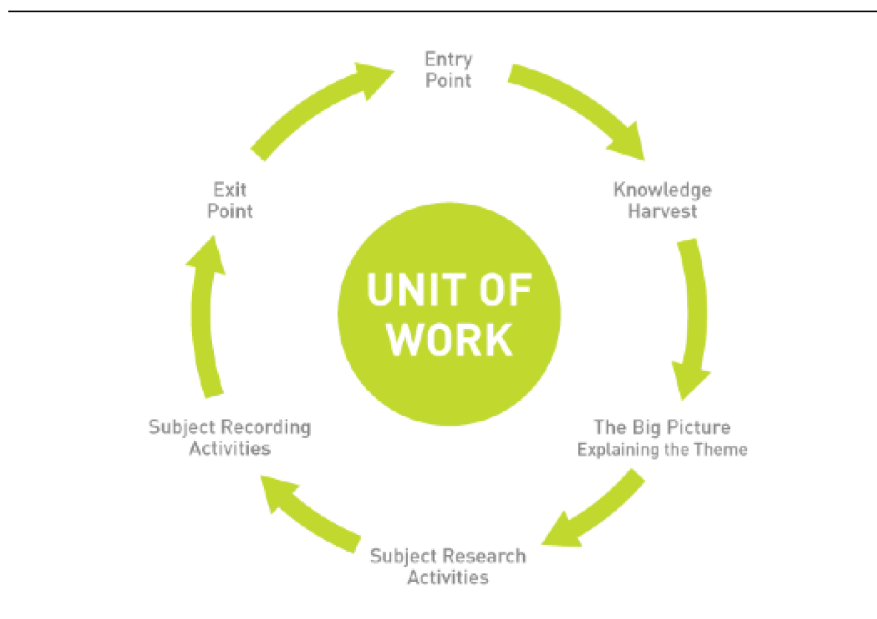 Entry
Point
Knowledge
Harvest
The Big Picture
Explaining the Theme
Subject Research
Activities
Subject Recording
Activities
Exit
Point
UNIT OF
WORK